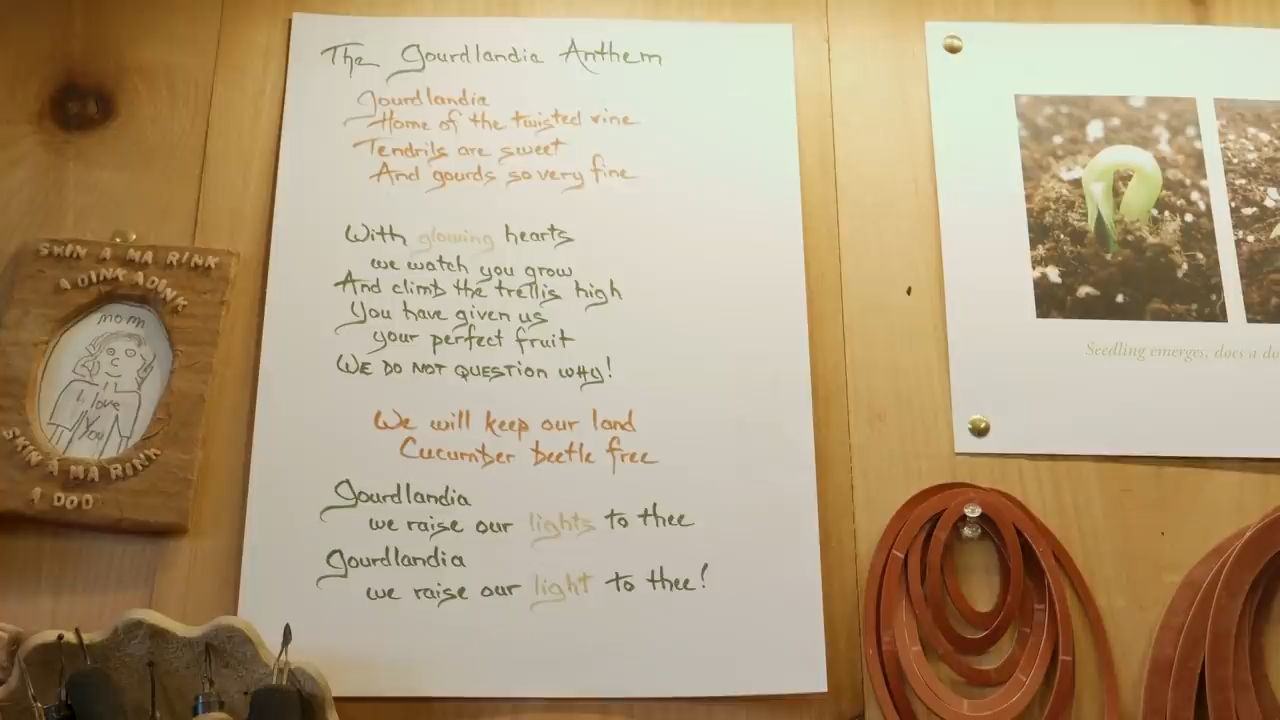 The Gourdlandia Anthem
Gourdlandia
Home of the twisted vine
Tendrils are sweet
And gourds so very fine
With glowing hearts
we watch you grow
And climb the trellis high
You have given us
your perfect fruit
WE DO NOT QUESTION WHY!
We will keep our land
Cucumber beetle free
Gourdlandia
we raise our lights to thee
Gourdlandia
we raise our light to thee!
SKIN A MA RINK
A DINK A DINK
mom
I love
You
SKIN A MA RINK
A DOO
Seedling emerges, does a